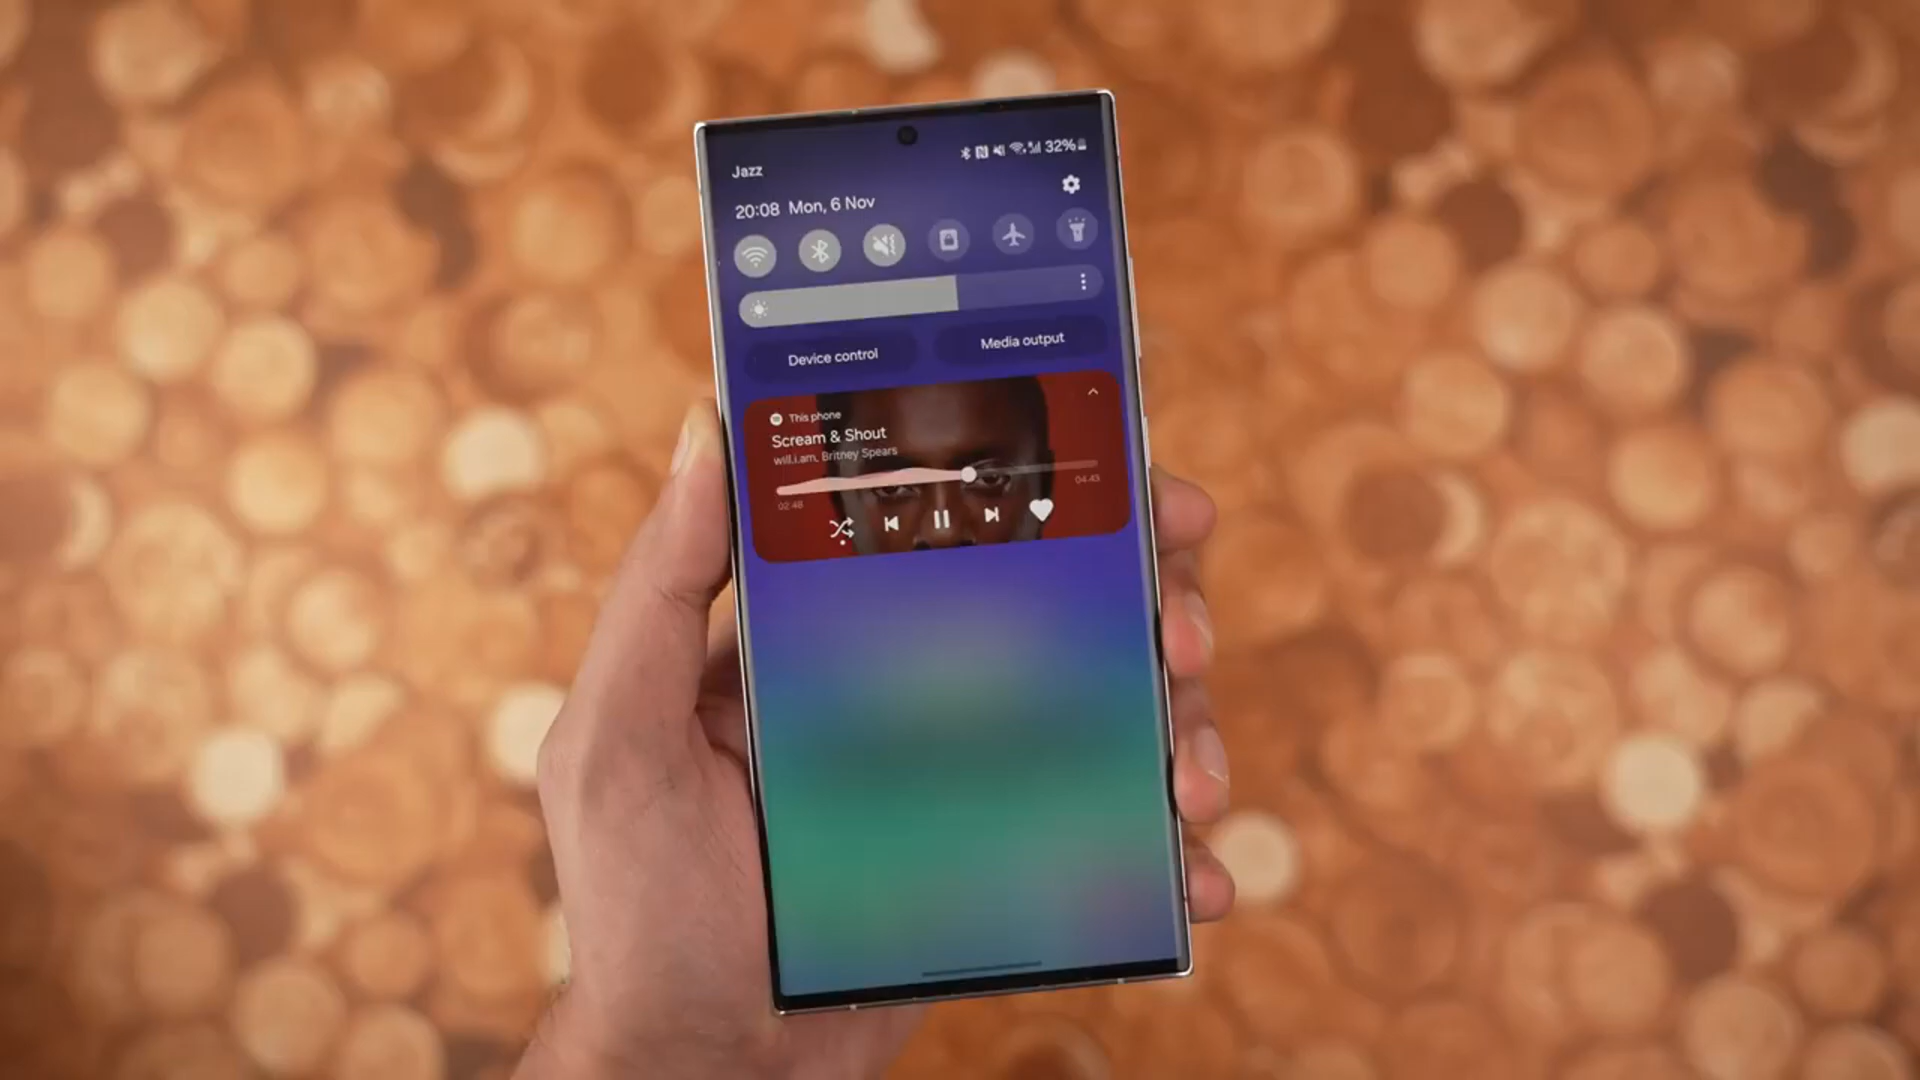 Jazz
32%
20:08 Mon, 6 Nov
Device control
Media output
This phone
Scream & Shout
will.i.am, Britney Spears
02:48
04:43